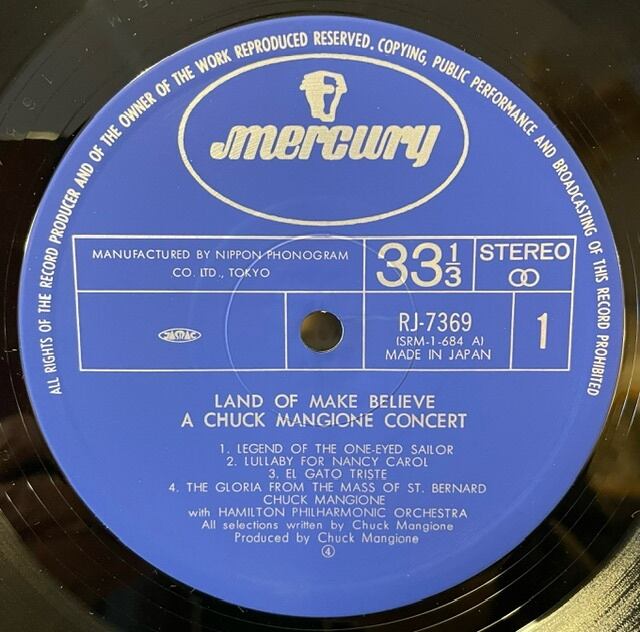 ALL RIGHTS OF THE RECORD PRODUCER AND OF THE OWNER OF THE WORK REPRODUCED RESERVED. COPYING, PUBLIC PERFORMANCE AND BROADCASTING OF THIS RECORD PROHIBITED
mercury
MANUFACTURED BY NIPPON PHONOGRAM
CO. LTD., TOKYO
33 1/3
STEREO
JASRAC
RJ-7369
(SRM-1-684 A)
MADE IN JAPAN
1
LAND OF MAKE BELIEVE
A CHUCK MANGIONE CONCERT
1. LEGEND OF THE ONE-EYED SAILOR
2. LULLABY FOR NANCY CAROL
3. EL GATO TRISTE
4. THE GLORIA FROM THE MASS OF ST. BERNARD
CHUCK MANGIONE
with HAMILTON PHILHARMONIC ORCHESTRA
All selections written by Chuck Mangione
Produced by Chuck Mangione
④